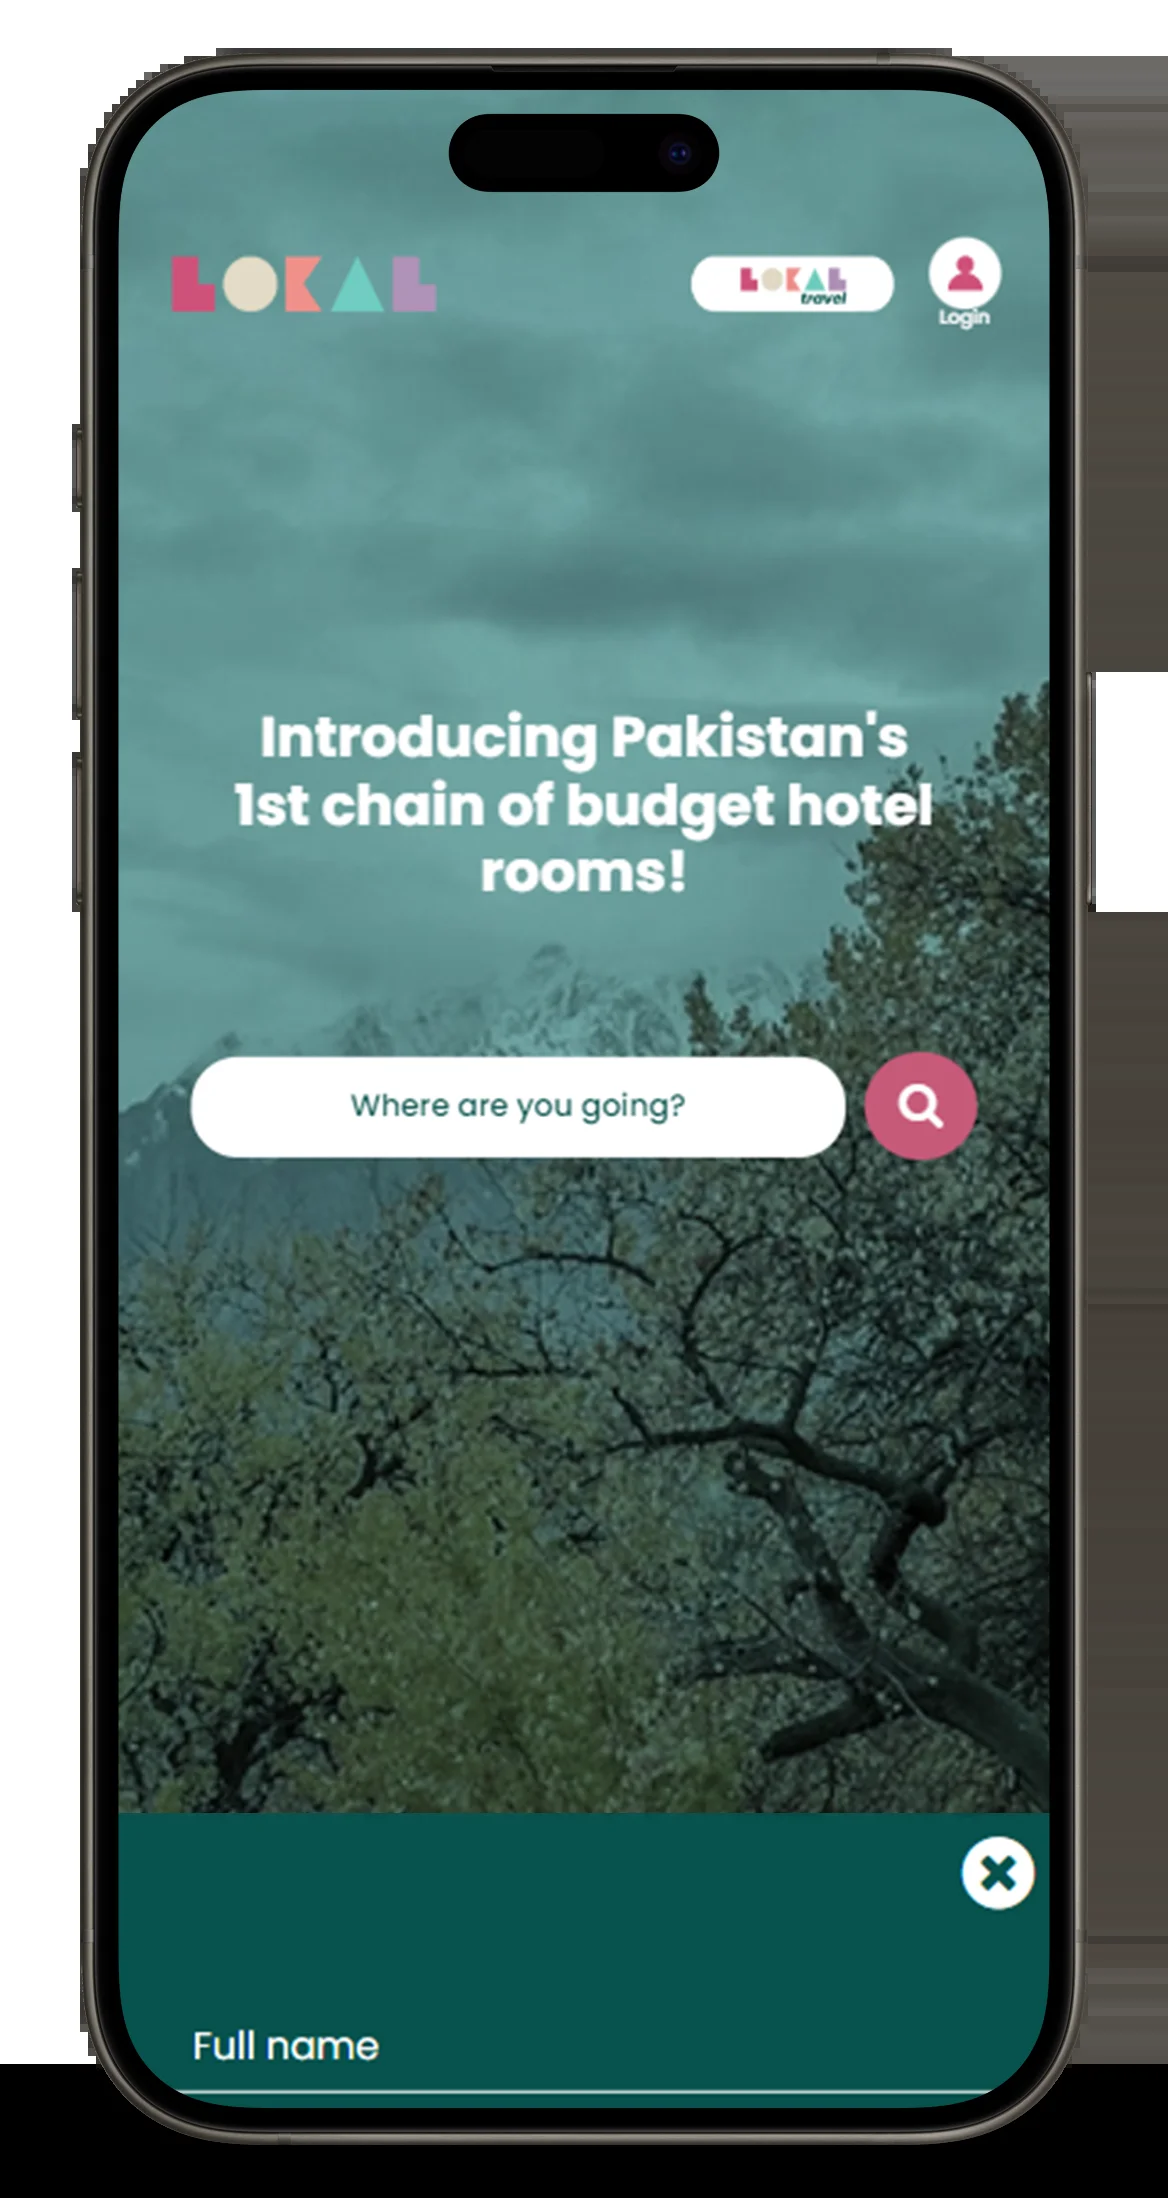 LOKAL
LOKAL
travel
Login
Introducing Pakistan's
1st chain of budget hotel
rooms!
Where are you going?
Full name